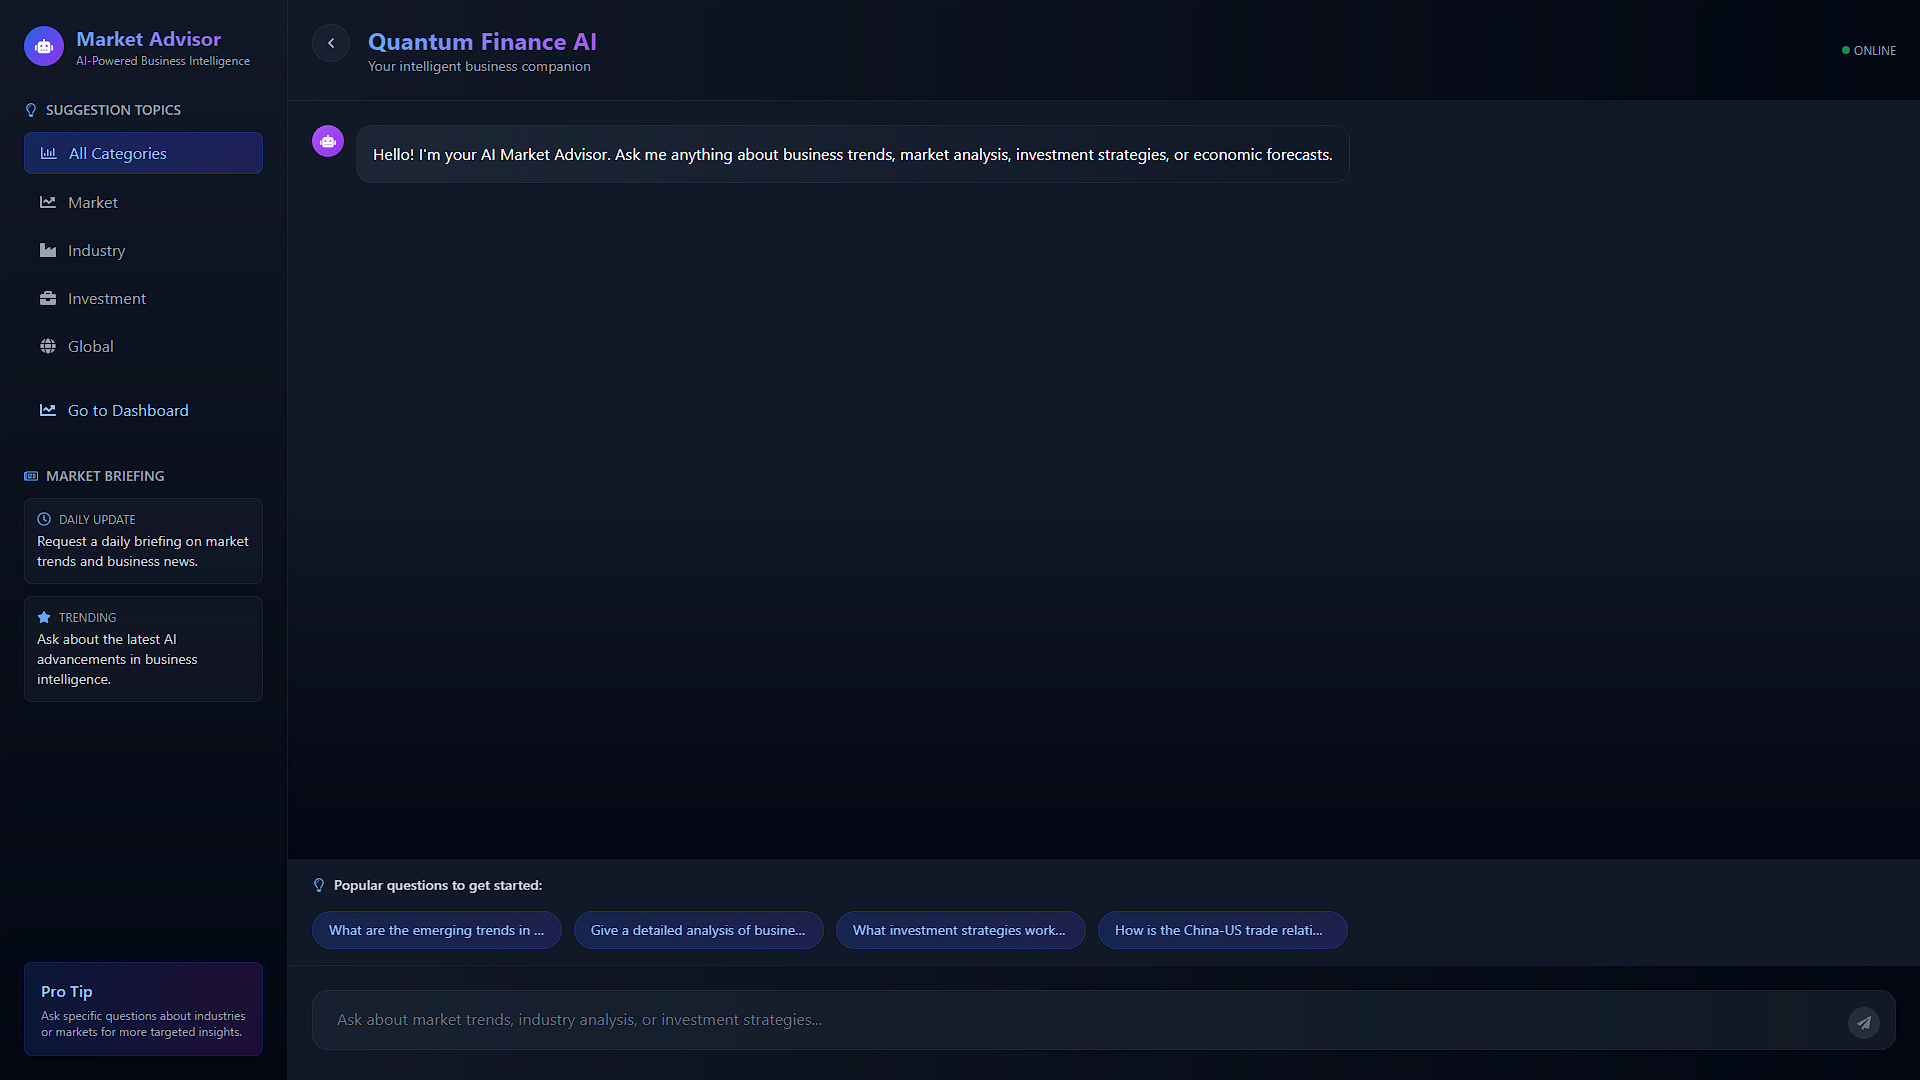 Market Advisor
AI-Powered Business Intelligence
SUGGESTION TOPICS
All Categories
Market
Industry
Investment
Global
Go to Dashboard
MARKET BRIEFING
DAILY UPDATE
Request a daily briefing on market
trends and business news.
TRENDING
Ask about the latest AI
advancements in business
intelligence.
Pro Tip
Ask specific questions about industries
or markets for more targeted insights.
Quantum Finance AI
Your intelligent business companion
ONLINE
Hello! I'm your AI Market Advisor. Ask me anything about business trends, market analysis, investment strategies, or economic forecasts.
Popular questions to get started:
What are the emerging trends in ...
Give a detailed analysis of busine...
What investment strategies work...
How is the China-US trade relati...
Ask about market trends, industry analysis, or investment strategies...